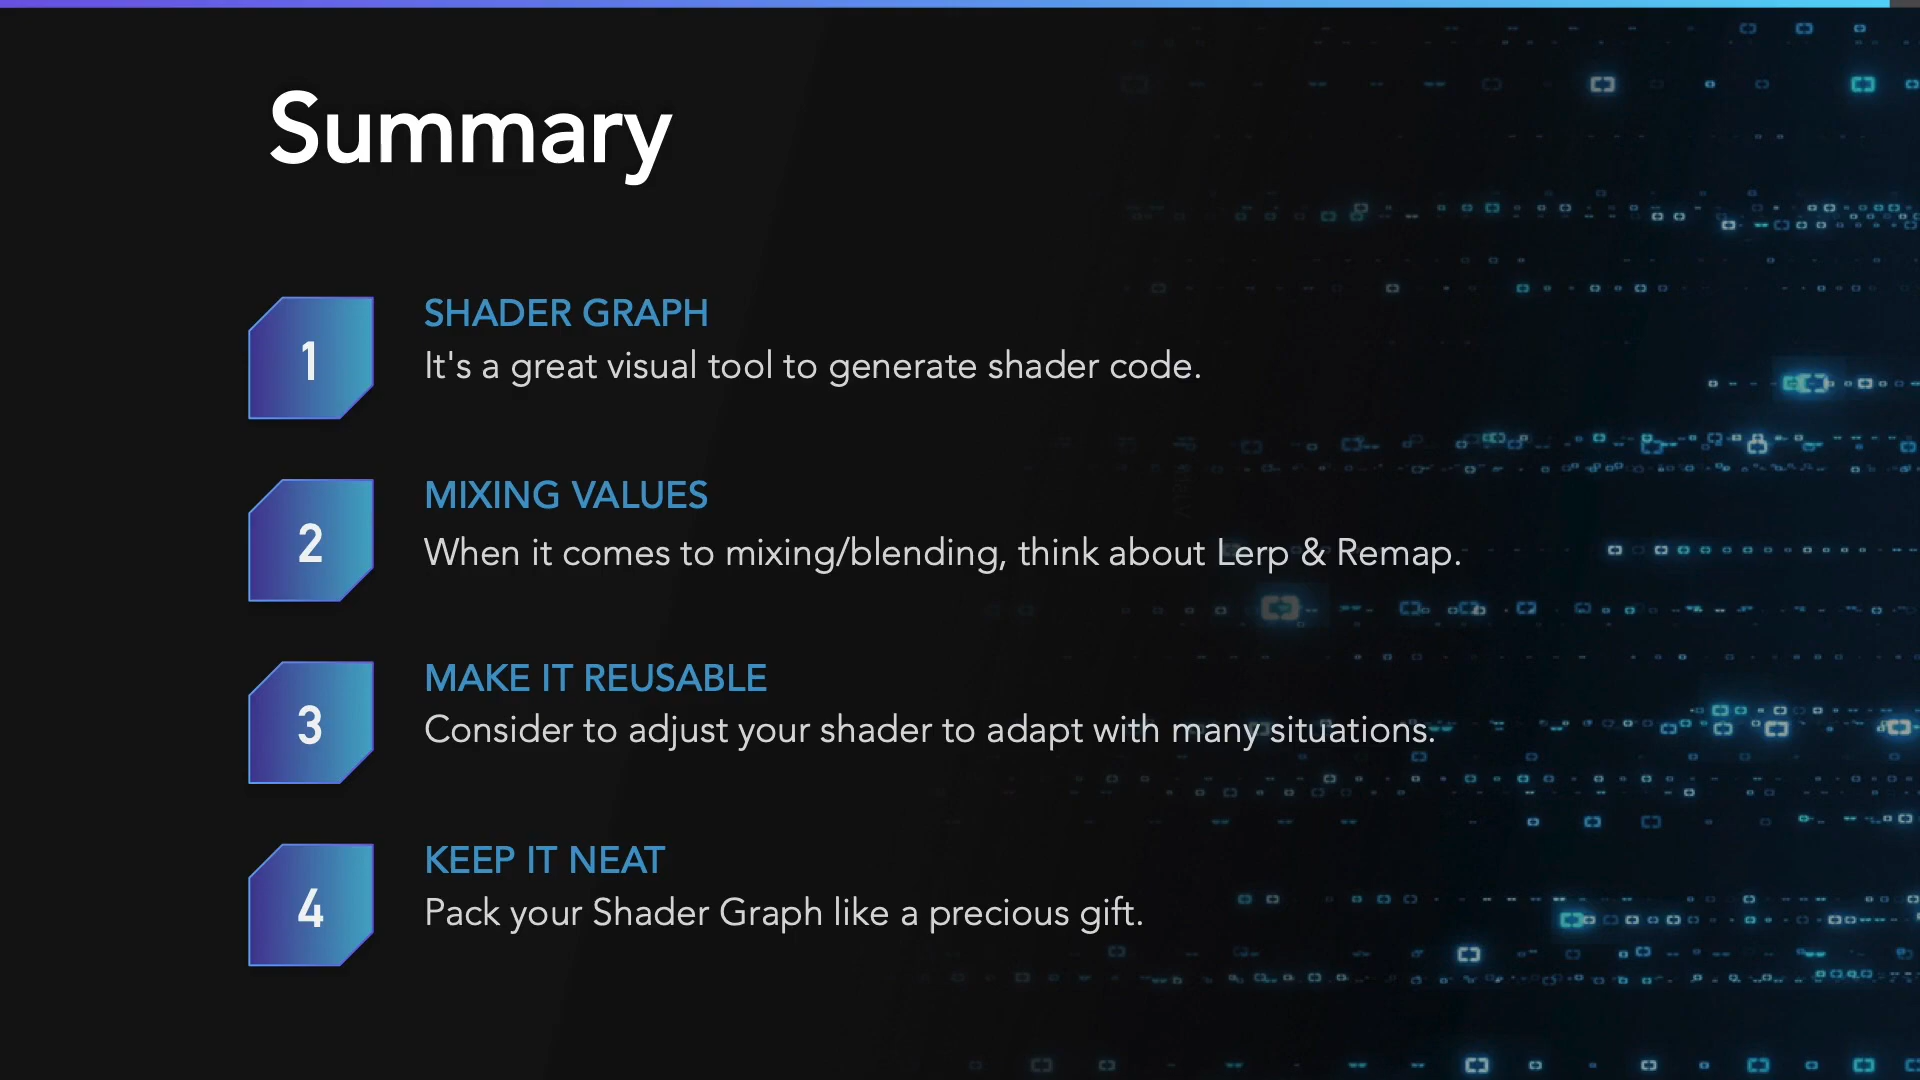 Summary
1
SHADER GRAPH
It's a great visual tool to generate shader code.
2
MIXING VALUES
When it comes to mixing/blending, think about Lerp & Remap.
3
MAKE IT REUSABLE
Consider to adjust your shader to adapt with many situations.
4
KEEP IT NEAT
Pack your Shader Graph like a precious gift.